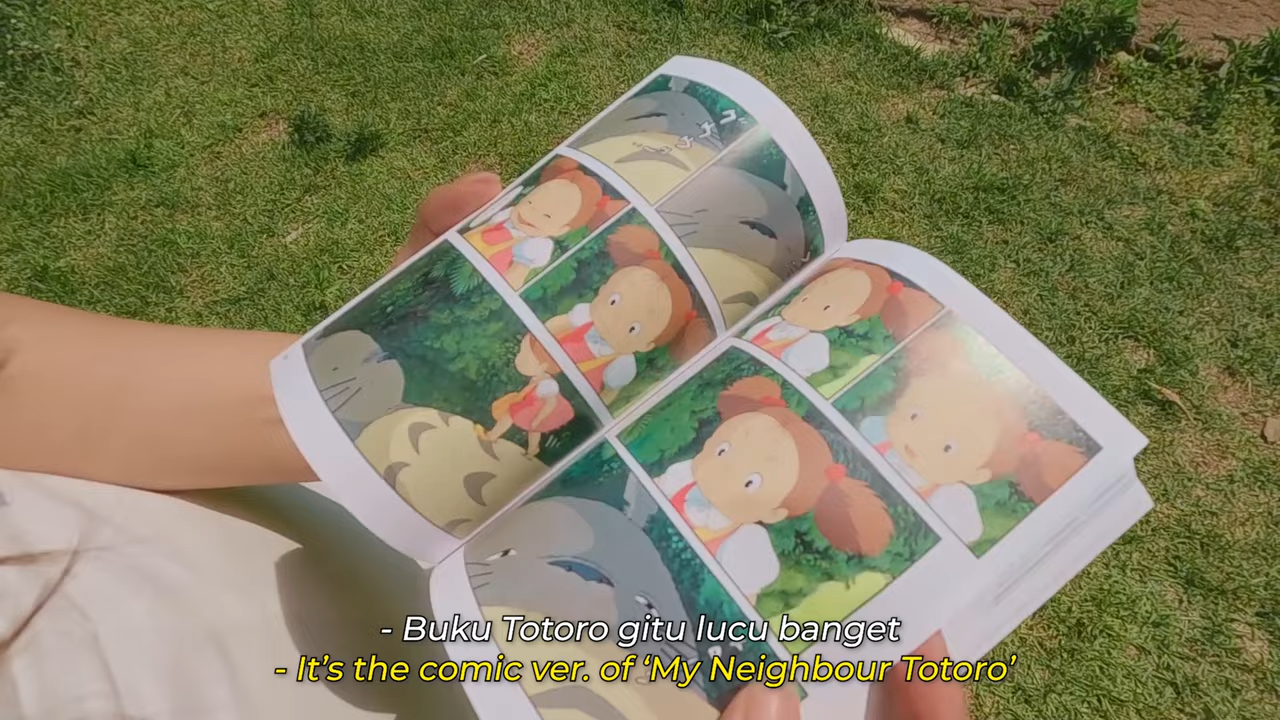 - Buku Totoro gitu lucu banget
- It's the comic ver. of ‘My Neighbour Totoro’